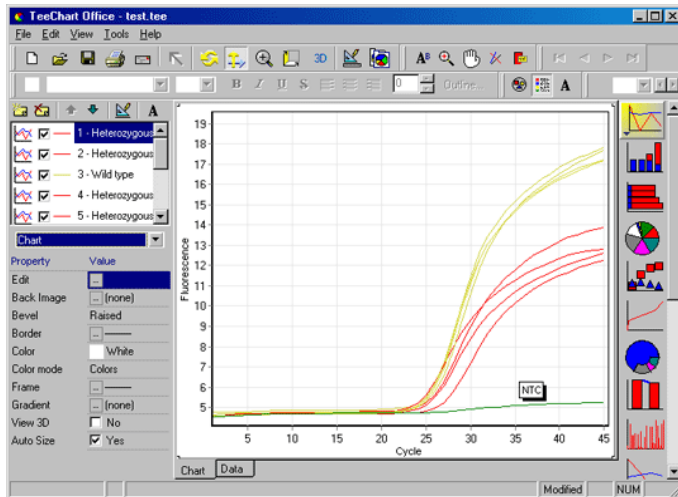 TeeChart Office - test.tee
File Edit View Tools Help
3D AB
B I U S 0 Outline... A
A
1 - Heterozygous
2 - Heterozygous
3 - Wild type
4 - Heterozygous
5 - Heterozygous
Chart
Property Value
Edit ...
Back Image ... (none)
Bevel Raised
Border ...
Color White
Color mode Colors
Frame ...
Gradient ... (none)
View 3D No
Auto Size Yes
Fluorescence
19
18
17
16
15
14
13
12
11
10
9
8
7
6
5
NTC
5 10 15 20 25 30 35 40 45
Cycle
Chart Data
Modified NUM